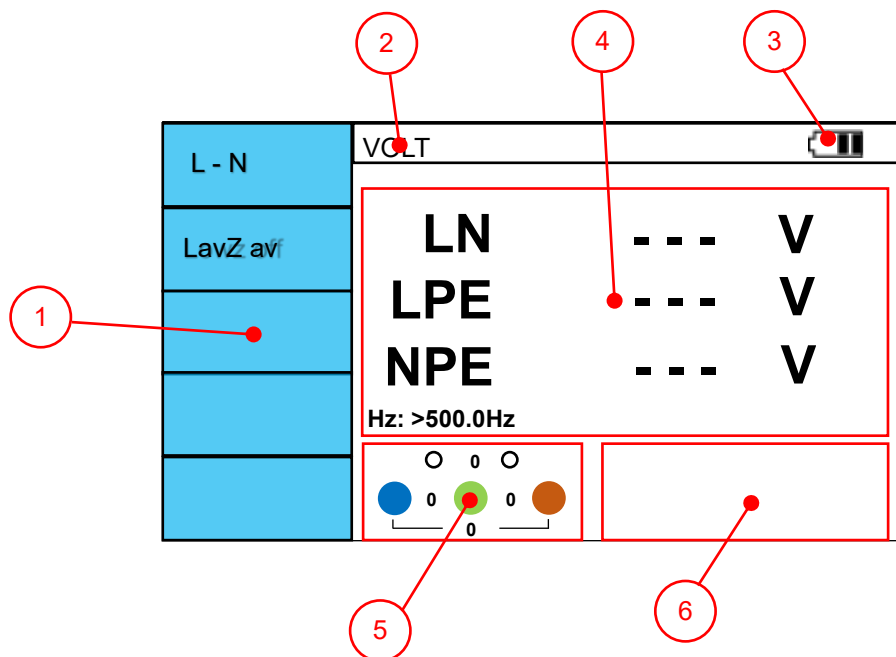 2
4
3
VOLT
L - N
LN - - - V
LavZ av
LPE - - - V
1
NPE - - - V
Hz: >500.0Hz
0
0 0
0
5
6